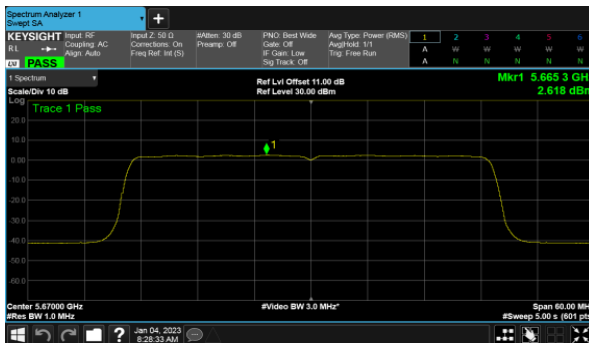 Spectrum Analyzer 1
Swept SA
+
KEYSIGHT
RL
LXI
PASS
Input: RF
Coupling: AC
Align: Auto
Input Z: 50 Ω
Corrections: On
Freq Ref: Int (S)
#Atten: 30 dB
Preamp: Off
PNO: Best Wide
Gate: Off
IF Gain: Low
Sig Track: Off
Avg Type: Power (RMS)
Avg|Hold: 1/1
Trig: Free Run
1 2 3 4 5 6
A W W W W W
A N N N N N
1 Spectrum
Scale/Div 10 dB
Ref Lvl Offset 11.00 dB
Ref Level 30.00 dBm
Mkr1 5.665 3 GHz
2.618 dBm
Log
Trace 1 Pass
20.0
10.0
1
0.00
-10.0
-20.0
-30.0
-40.0
-50.0
-60.0
Center 5.67000 GHz
#Res BW 1.0 MHz
#Video BW 3.0 MHz*
Span 60.00 MHz
#Sweep 5.00 s (601 pts)
?
Jan 04, 2023
8:28:33 AM